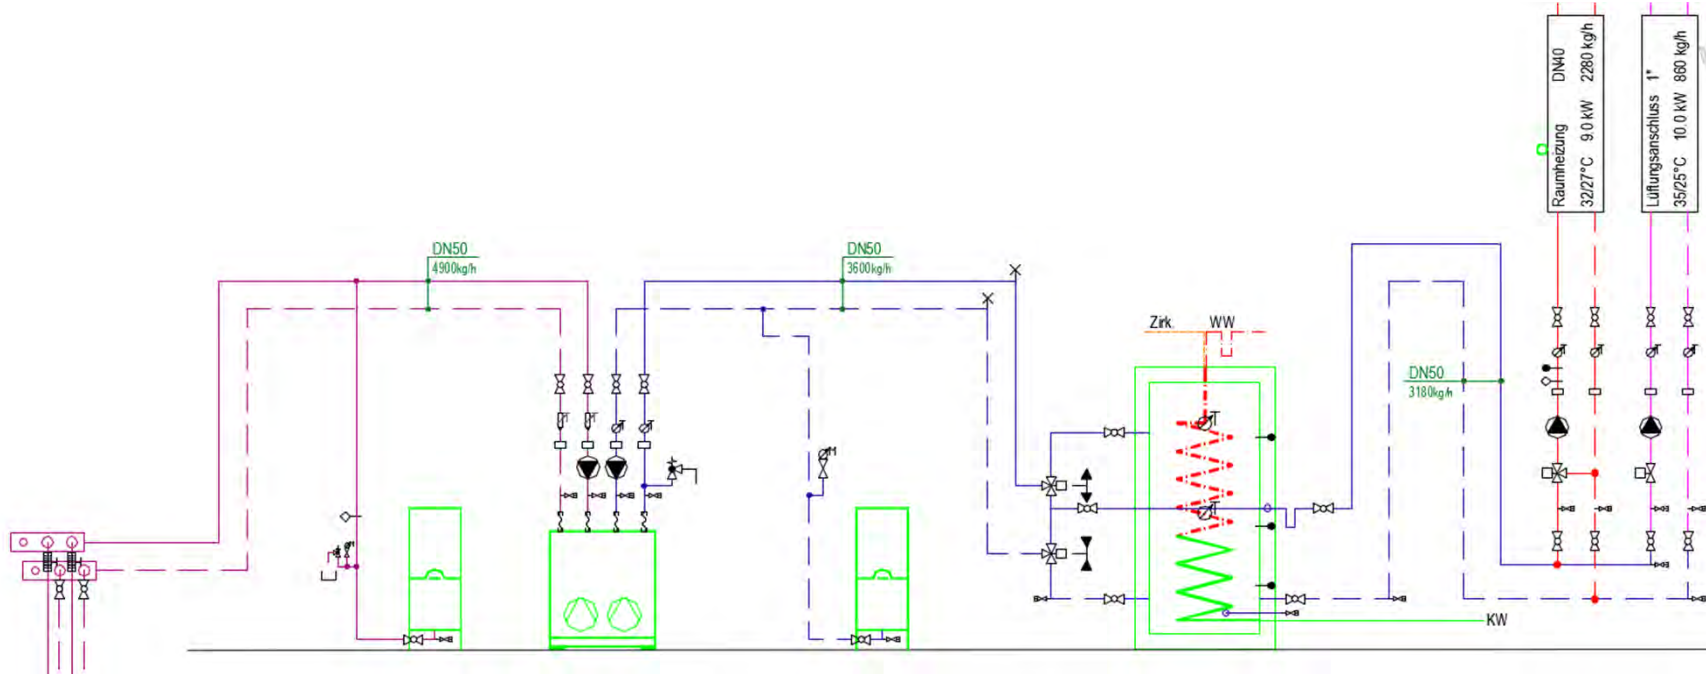 DN50
4900kg/h
DN50
3600kg/h
Zirk.
WW
DN50
3180kg/h
KW
Raumheizung DN40
32/27°C 9.0 kW 2280 kg/h
Lüftungsanschluss 1"
35/25°C 10.0 kW 860 kg/h
T
T
T
T
M
M
T
T
T
T
T
T